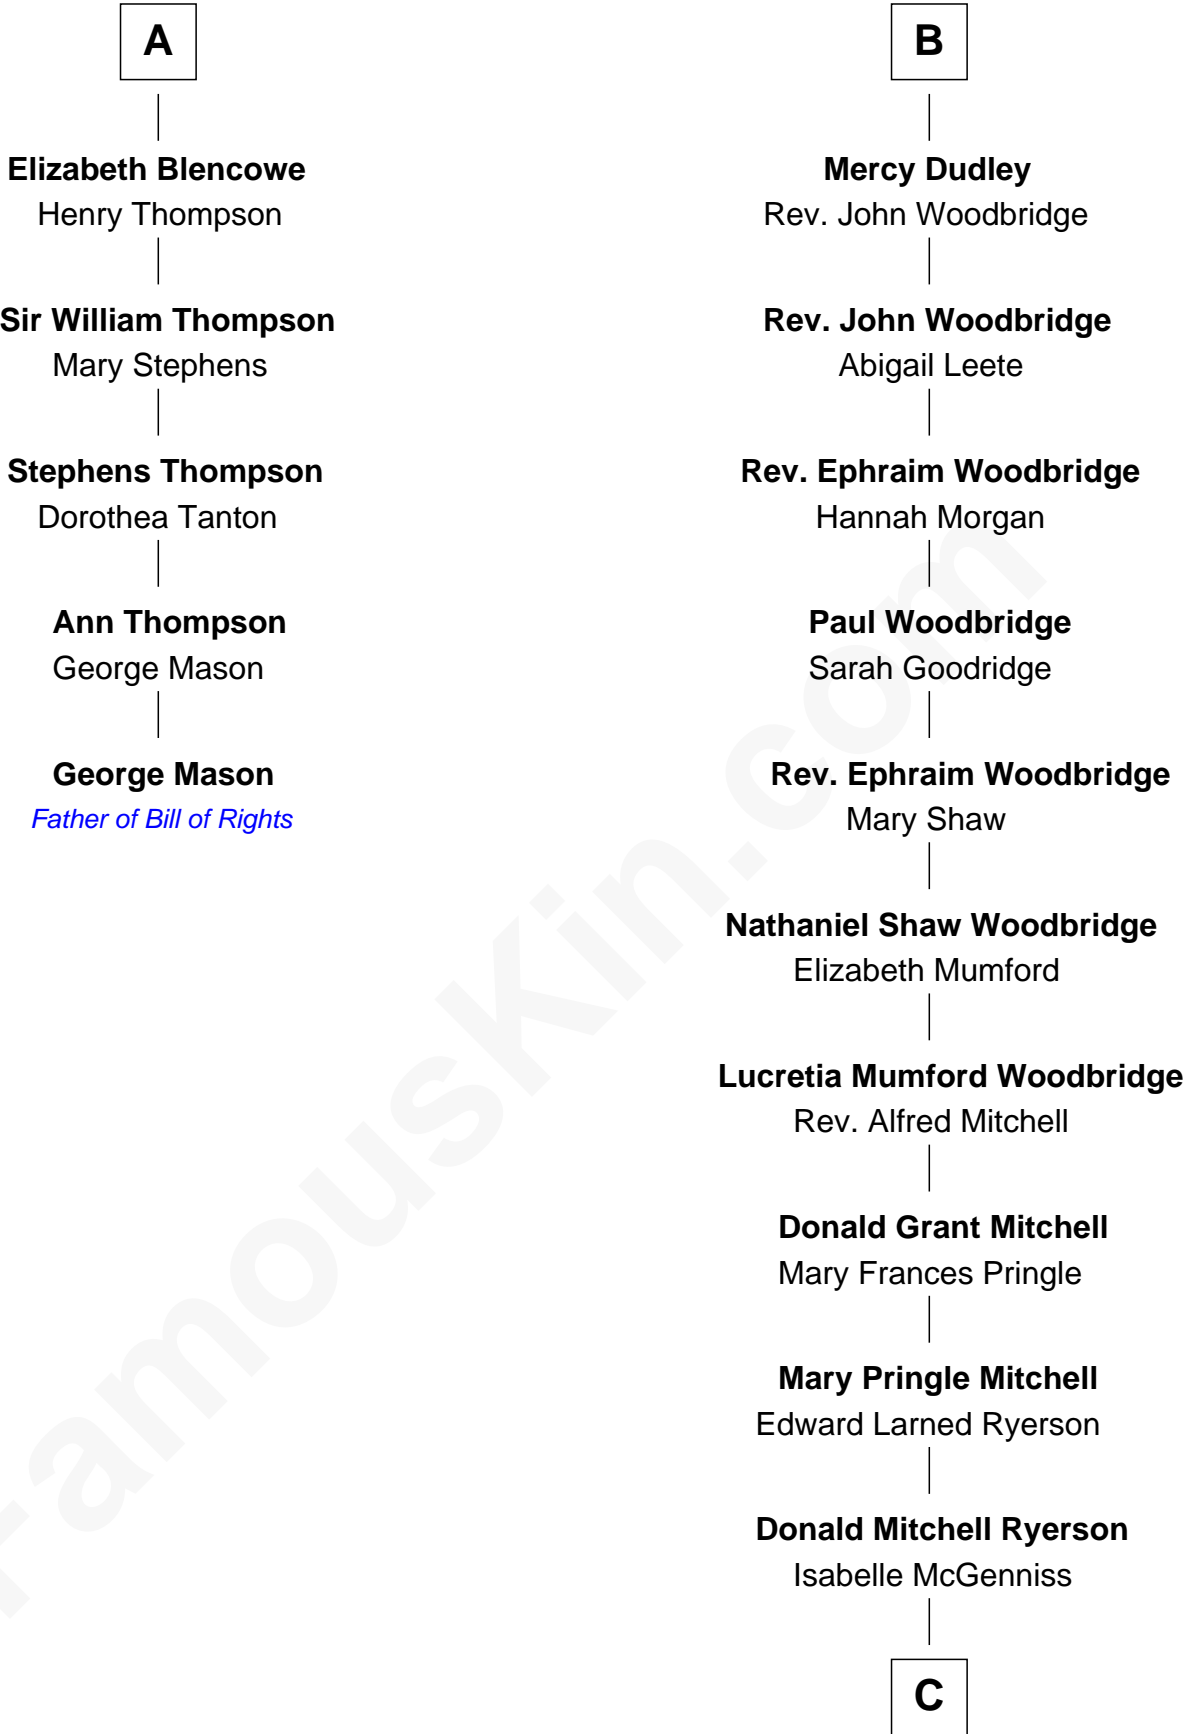 A
Elizabeth Blencowe
Henry Thompson
Sir William Thompson
Mary Stephens
Stephens Thompson
Dorothea Tanton
Ann Thompson
George Mason
George Mason
Father of Bill of Rights
B
Mercy Dudley
Rev. John Woodbridge
Rev. John Woodbridge
Abigail Leete
Rev. Ephraim Woodbridge
Hannah Morgan
Paul Woodbridge
Sarah Goodridge
Rev. Ephraim Woodbridge
Mary Shaw
Nathaniel Shaw Woodbridge
Elizabeth Mumford
Lucretia Mumford Woodbridge
Rev. Alfred Mitchell
Donald Grant Mitchell
Mary Frances Pringle
Mary Pringle Mitchell
Edward Larned Ryerson
Donald Mitchell Ryerson
Isabelle McGenniss
C
FamousKin.com